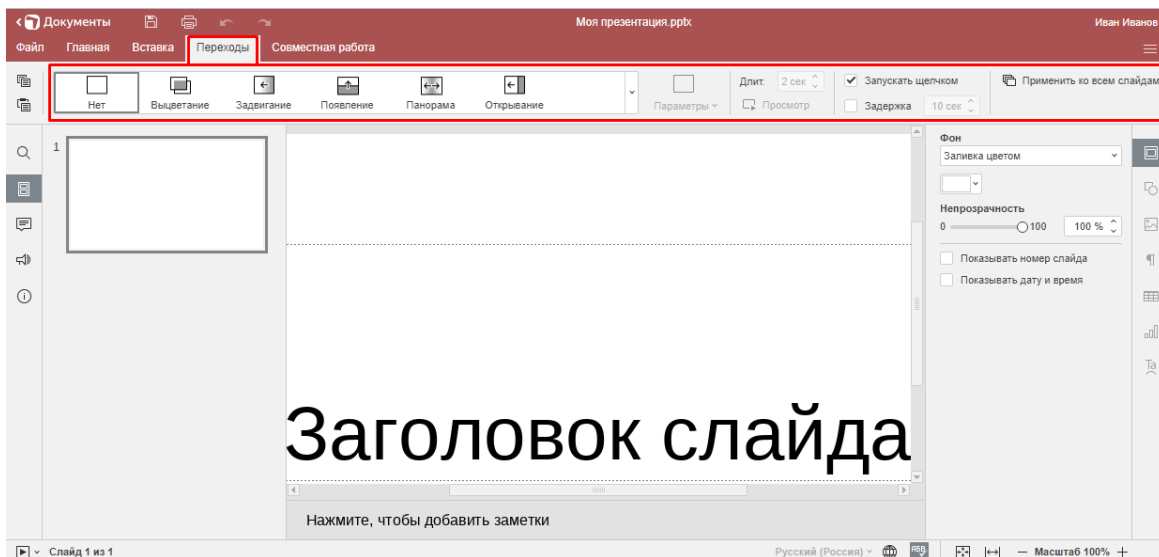 Документы
Моя презентация.pptx
Иван Иванов
Файл Главная Вставка Переходы Совместная работа
Нет Выцветание Задвигание Появление Панорама Открывание
Параметры
Длит. 2 сек
Просмотр
Запускать щелчком
Задержка 10 сек
Применить ко всем слайдам
1
Фон
Заливка цветом
Непрозрачность
0 100 100 %
Показывать номер слайда
Показывать дату и время
Заголовок слайда
Нажмите, чтобы добавить заметки
Слайд 1 из 1
Русский (Россия)
Масштаб 100%